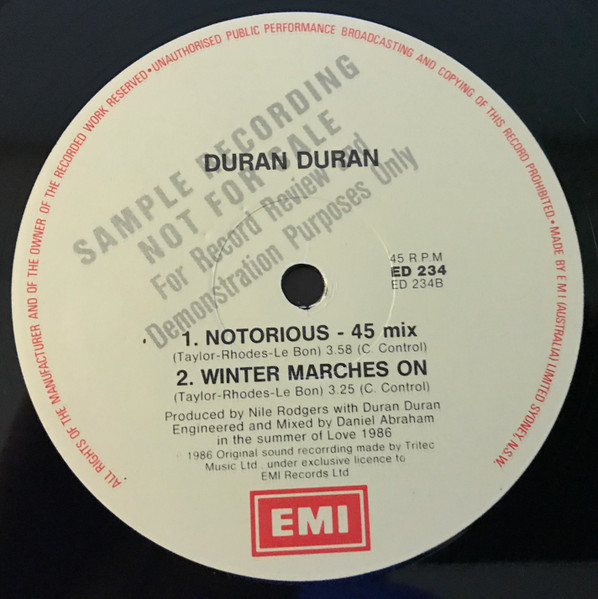 ALL RIGHTS OF THE MANUFACTURER AND OF THE OWNER OF THE RECORDED WORK RESERVED•UNAUTHORISED PUBLIC PERFORMANCE BROADCASTING AND COPYING OF THIS RECORD PROHIBITED•MADE BY EMI (AUSTRALIA) LIMITED SYDNEY, N.S.W.
SAMPLE RECORDING
NOT FOR SALE
For Record Review and
Demonstration Purposes Only
DURAN DURAN
45 R.P.M
ED 234
ED 234B
1. NOTORIOUS - 45 mix
(Taylor-Rhodes-Le Bon) 3.58 (C. Control)
2. WINTER MARCHES ON
(Taylor-Rhodes-Le Bon) 3.25 (C. Control)
Produced by Nile Rodgers with Duran Duran
Engineered and Mixed by Daniel Abraham
in the summer of Love 1986
1986 Original sound recorrding made by Tritec
Music Ltd., under exclusive licence to
EMI Records Ltd
EMI